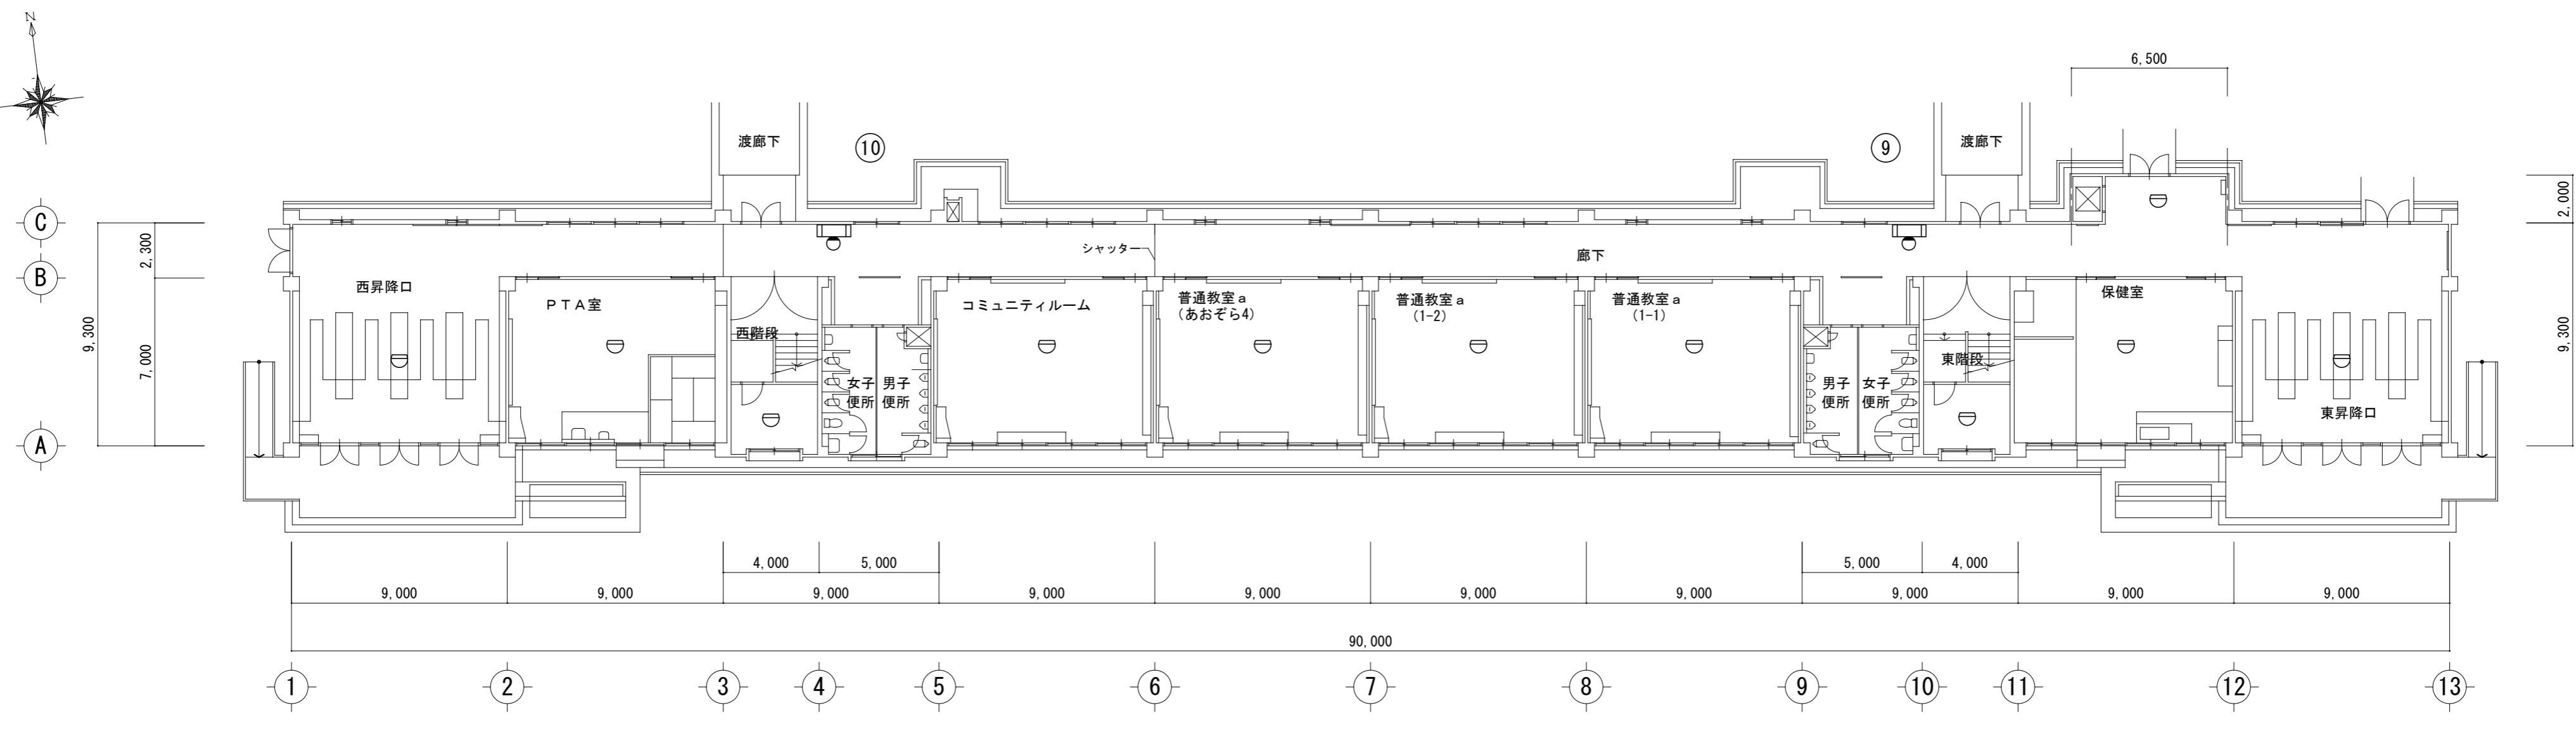 N
6,500
渡廊下
10
9
渡廊下
C
B
A
2,300
7,000
9,300
2,000
9,300
シャッター
廊下
西昇降口
PTA室
西階段
女子
便所
男子
便所
コミュニティルーム
普通教室a
(あおぞら4)
普通教室a
(1-2)
普通教室a
(1-1)
男子
便所
女子
便所
東階段
保健室
東昇降口
4,000
5,000
5,000
4,000
9,000
9,000
9,000
9,000
9,000
9,000
9,000
9,000
9,000
9,000
90,000
1
2
3
4
5
6
7
8
9
10
11
12
13